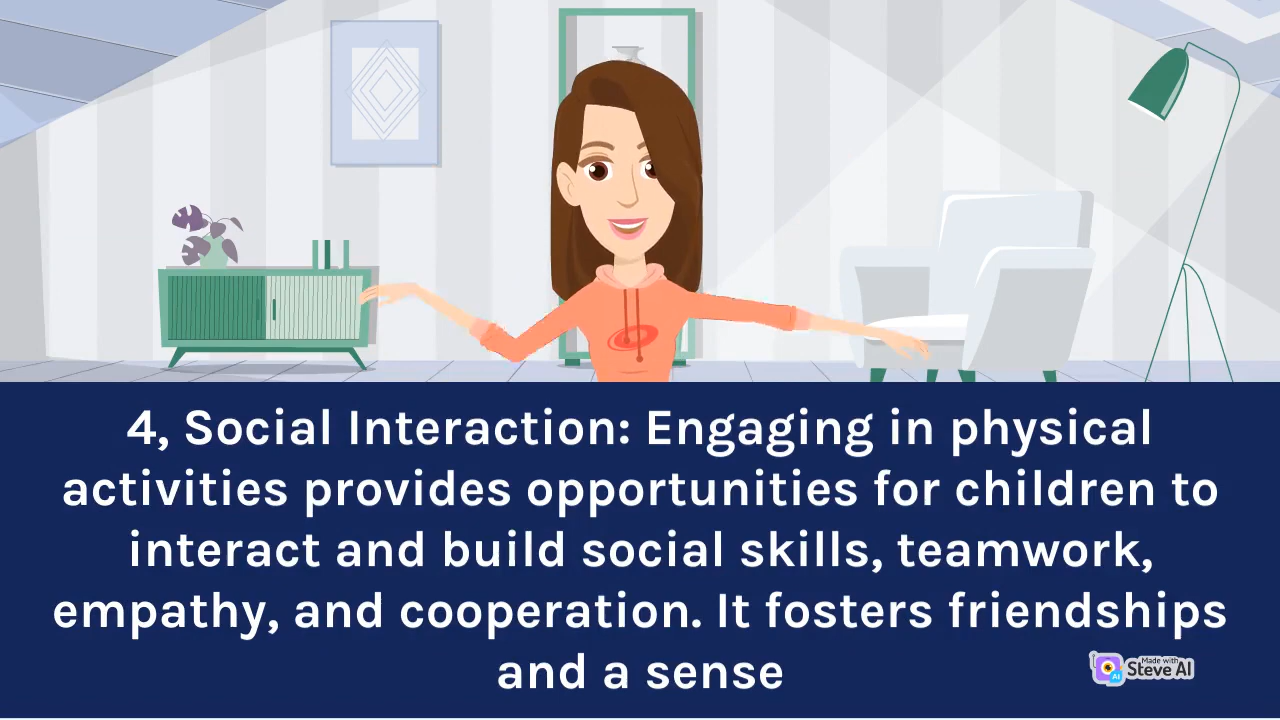 4, Social Interaction: Engaging in physical
activities provides opportunities for children to
interact and build social skills, teamwork,
empathy, and cooperation. It fosters friendships
and a sense
Made with
Steve AI
AI